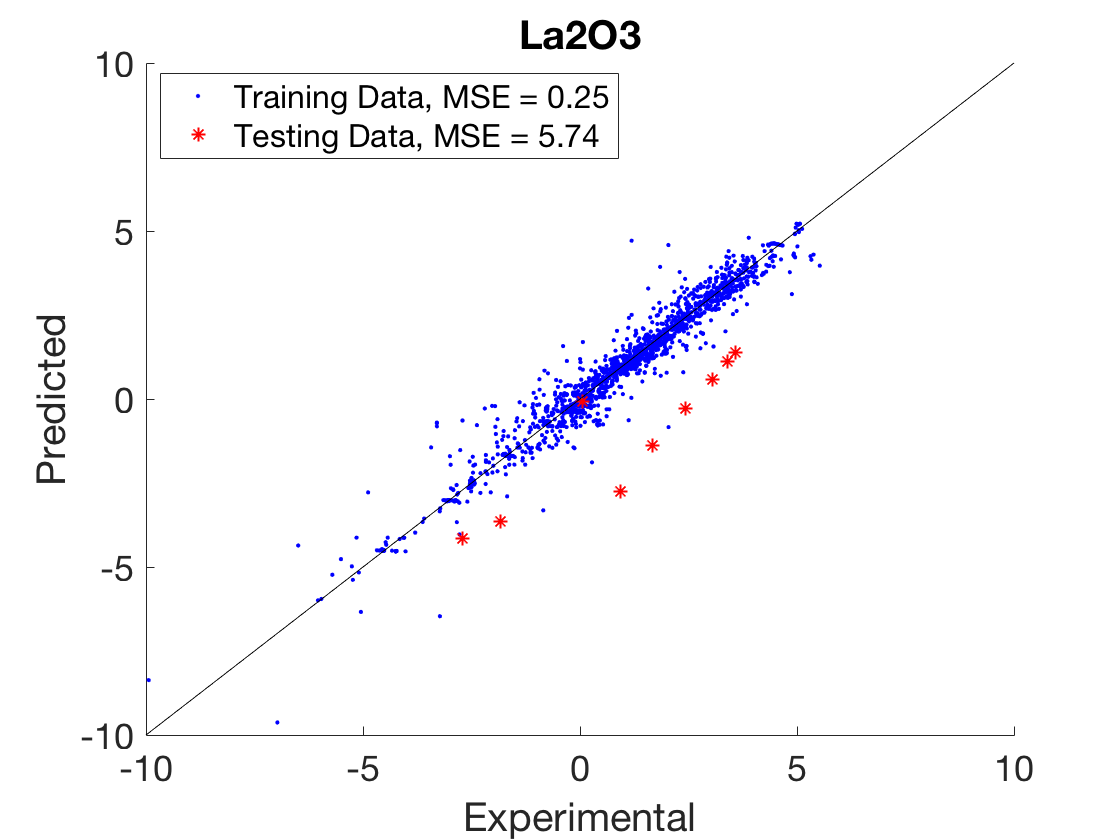 La2O3
Training Data, MSE = 0.25
Testing Data, MSE = 5.74
10
5
0
-5
-10
Predicted
-10
-5
0
5
10
Experimental